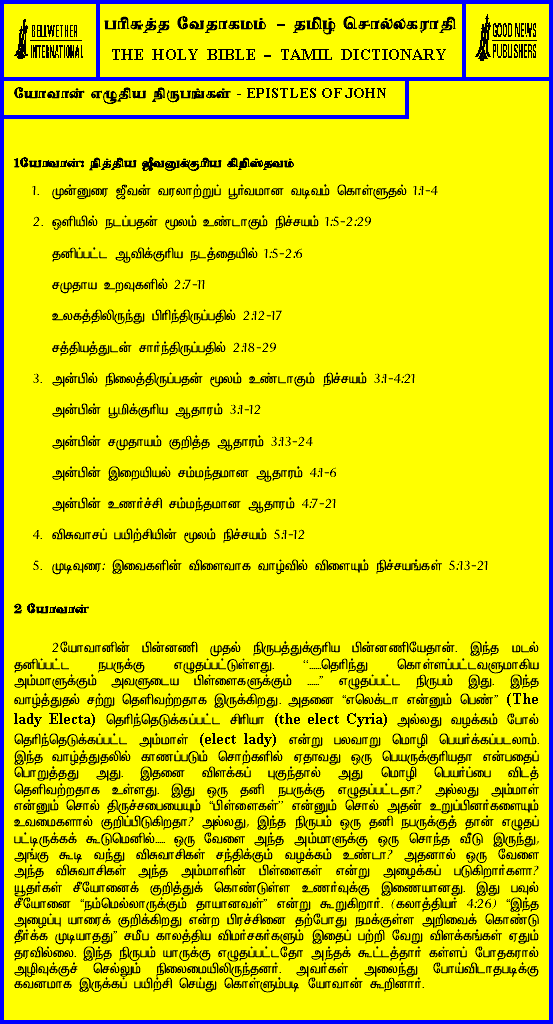 BELLWETHER
INTERNATIONAL
பரிசுத்த வேதாகமம் – தமிழ் சொல்லகராதி
THE HOLY BIBLE – TAMIL DICTIONARY
GOOD NEWS
PUBLISHERS
யோவான் எழுதிய நிருபங்கள் - EPISTLES OF JOHN
1யோவான்: நித்திய ஜீவனுக்குரிய கிறிஸ்தவம்
1. முன்னுரை ஜீவன் வரலாற்றுப் பூர்வமான வடிவம் கொள்ளுதல் 1:1-4
2. ஒளியில் நடப்பதன் மூலம் உண்டாகும் நிச்சயம் 1:5-2:29
தனிப்பட்ட ஆவிக்குரிய நடத்தையில் 1:5-2:6
சமுதாய உறவுகளில் 2:7-11
உலகத்திலிருந்து பிரிந்திருப்பதில் 2:12-17
சத்தியத்துடன் சார்ந்திருப்பதில் 2:18-29
3. அன்பில் நிலைத்திருப்பதன் மூலம் உண்டாகும் நிச்சயம் 3:1-4:21
அன்பின் பூமிக்குரிய ஆதாரம் 3:1-12
அன்பின் சமுதாயம் குறித்த ஆதாரம் 3:13-24
அன்பின் இறையியல் சம்மந்தமான ஆதாரம் 4:1-6
அன்பின் உணர்ச்சி சம்மந்தமான ஆதாரம் 4:7-21
4. விசுவாசப் பயிற்சியின் மூலம் நிச்சயம் 5:1-12
5. முடிவுரை: இவைகளின் விளைவாக வாழ்வில் விளையும் நிச்சயங்கள் 5:13-21
2 யோவான்
2யோவானின் பின்னணி முதல் நிருபத்துக்குரிய பின்னணியேதான். இந்த மடல்
தனிப்பட்ட நபருக்கு எழுதப்பட்டுள்ளது. “......தெரிந்து கொள்ளப்பட்டவளுமாகிய
அம்மாளுக்கும் அவளுடைய பிள்ளைகளுக்கும் ......” எழுதப்பட்ட நிருபம் இது. இந்த
வாழ்த்துதல் சற்று தெளிவற்றதாக இருக்கிறது. அதனை “எலெக்டா என்னும் பெண்” (The
lady Electa) தெரிந்தெடுக்கப்பட்ட சிரியா (the elect Cyria) அல்லது வழக்கம் போல்
தெரிந்தெடுக்கப்பட்ட அம்மாள் (elect lady) என்று பலவாறு மொழி பெயர்க்கப்படலாம்.
இந்த வாழ்த்துதலில் காணப்படும் சொற்களில் ஏதாவது ஒரு பெயருக்குரியதா என்பதைப்
பொறுத்தது அது. இதனை விளக்கப் புகுந்தால் அது மொழி பெயர்ப்பை விடத்
தெளிவற்றதாக உள்ளது. இது ஒரு தனி நபருக்கு எழுதப்பட்டதா? அல்லது அம்மாள்
என்னும் சொல் திருச்சபையையும் “பிள்ளைகள்” என்னும் சொல் அதன் உறுப்பினர்களையும்
உவமைகளால் குறிப்பிடுகிறதா? அல்லது, இந்த நிருபம் ஒரு தனி நபருக்குத் தான் எழுதப்
பட்டிருக்கக் கூடுமெனில்..... ஒரு வேளை அந்த அம்மாளுக்கு ஒரு சொந்த வீடு இருந்து,
அங்கு கூடி வந்து விசுவாசிகள் சந்திக்கும் வழக்கம் உண்டா? அதனால் ஒரு வேளை
அந்த விசுவாசிகள் அந்த அம்மாளின் பிள்ளைகள் என்று அழைக்கப் படுகிறார்களா?
யூதர்கள் சீயோனைக் குறித்துக் கொண்டுள்ள உணர்வுக்கு இணையானது. இது பவுல்
சீயோனை “நம்மெல்லாருக்கும் தாயானவள்” என்று கூறுகிறார். (கலாத்தியர் 4:26) “இந்த
அழைப்பு யாரைக் குறிக்கிறது என்ற பிரச்சினை தற்போது நமக்குள்ள அறிவைக் கொண்டு
தீர்க்க முடியாதது” சமீப காலத்திய விமர்சகர்களும் இதைப் பற்றி வேறு விளக்கங்கள் ஏதும்
தரவில்லை. இந்த நிருபம் யாருக்கு எழுதப்பட்டதோ அந்தக் கூட்டத்தார் கள்ளப் போதகரால்
அழிவுக்குச் செல்லும் நிலைமையிலிருந்தனர். அவர்கள் அலைந்து போய்விடாதபடிக்கு
கவனமாக இருக்கப் பயிற்சி செய்து கொள்ளும்படி யோவான் கூறினார்.